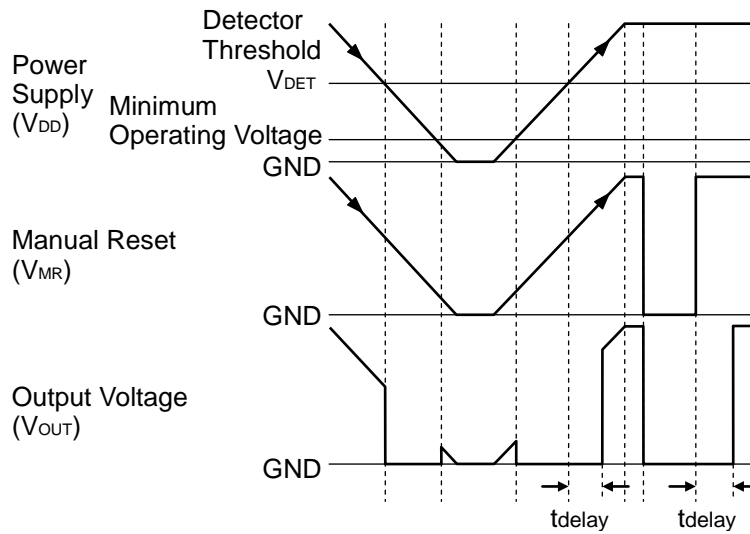 Detector
Threshold
VDET
Power
Supply
(VDD)
Minimum
Operating Voltage
GND
Manual Reset
(VMR)
GND
Output Voltage
(VOUT)
GND
tdelay
tdelay